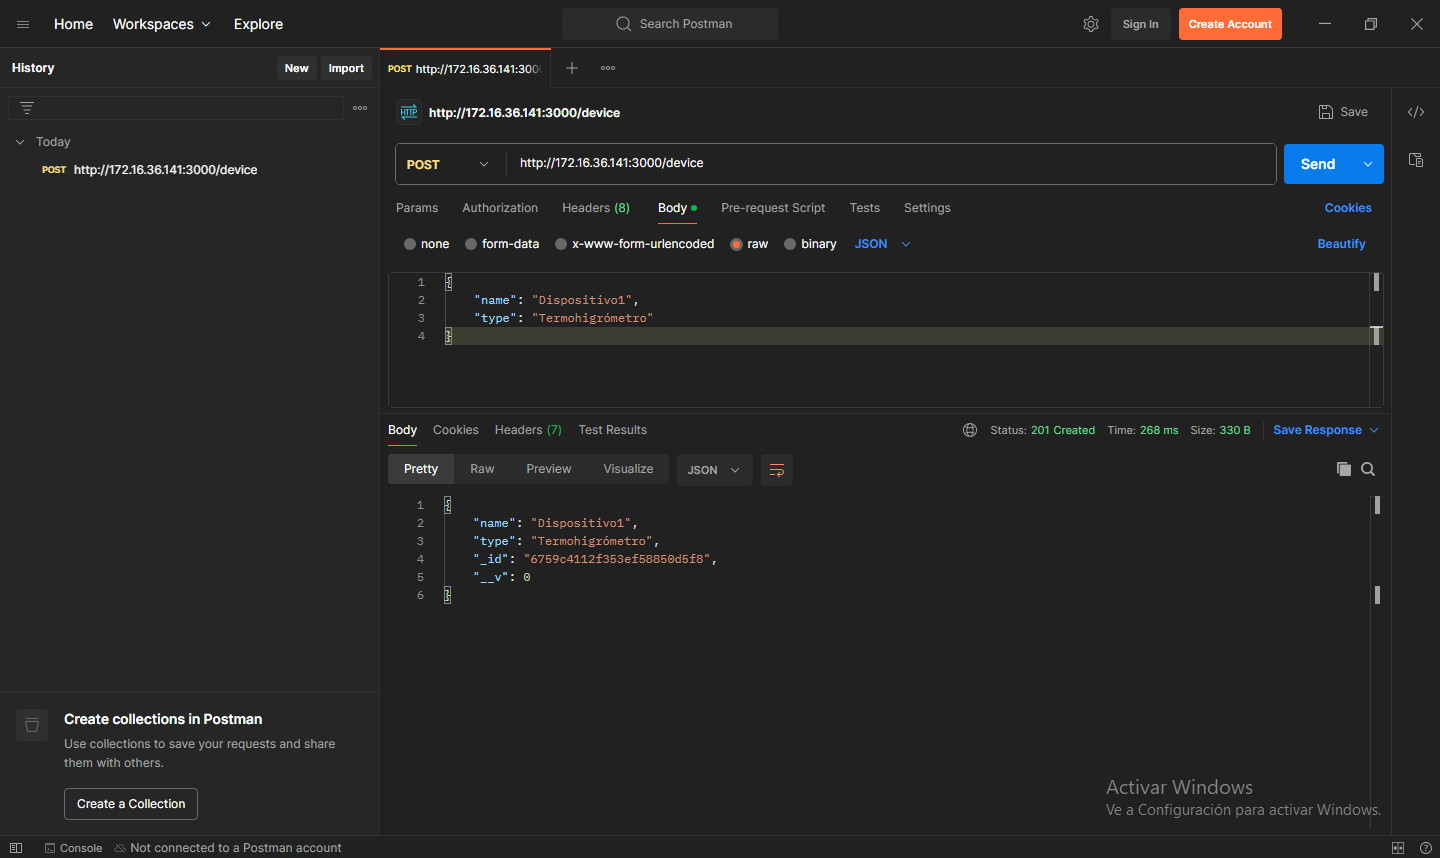 Home Workspaces Explore Search Postman Sign In Create Account
History New Import
POST http://172.16.36.141:3000
Today
POST http://172.16.36.141:3000/device
HTTP http://172.16.36.141:3000/device Save
POST http://172.16.36.141:3000/device Send
Params Authorization Headers (8) Body Pre-request Script Tests Settings Cookies
none form-data x-www-form-urlencoded raw binary JSON Beautify
1 {
2 "name": "Dispositivo1",
3 "type": "Termohigrómetro"
4 }
Body Cookies Headers (7) Test Results Status: 201 Created Time: 268 ms Size: 330 B Save Response
Pretty Raw Preview Visualize JSON
1 {
2 "name": "Dispositivo1",
3 "type": "Termohigrómetro",
4 "_id": "6759c4112f353ef58850d5f8",
5 "__v": 0
6 }
Create collections in Postman
Use collections to save your requests and share
them with others.
Create a Collection
Activar Windows
Ve a Configuración para activar Windows.
Console Not connected to a Postman account